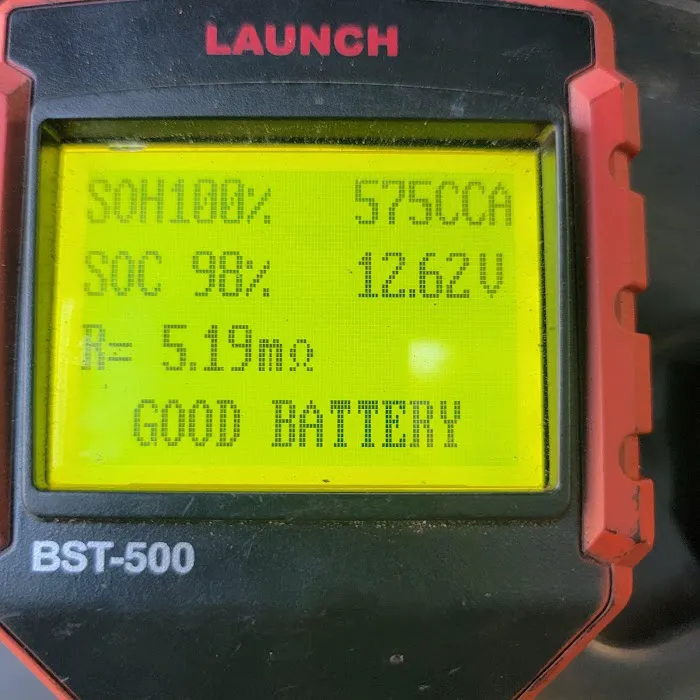 LAUNCH
SOH100% 575CCA
SOC 98% 12.62V
R= 5.19mΩ
GOOD BATTERY
BST-500